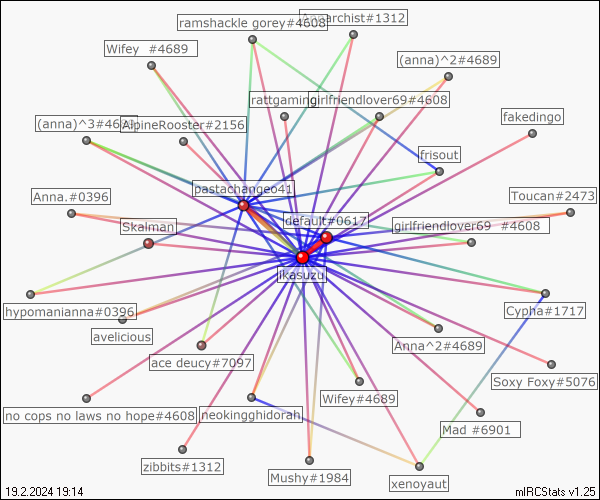 ramshackle gorey#4608
Annarchist#1312
Wifey #4689
(anna)^2#4689
rattgaming
girlfriendlover69#4608
fakedingo
(anna)^3#4689
AlpineRooster#2156
frisout
pastachange041
Anna.#0396
Toucan#2473
default#0617
Skalman
girlfriendlover69 #4608
ikasuzu
hypomanianna#0396
Cypha#1717
avelicious
Anna^2#4689
ace deucy#7097
Soxy Foxy#5076
Wifey#4689
no cops no laws no hope#4608
neokingghidorah
Mad #6901
zibbits#1312
Mushy#1984
xenoyaut
19.2.2024 19:14
mIRCStats v1.25